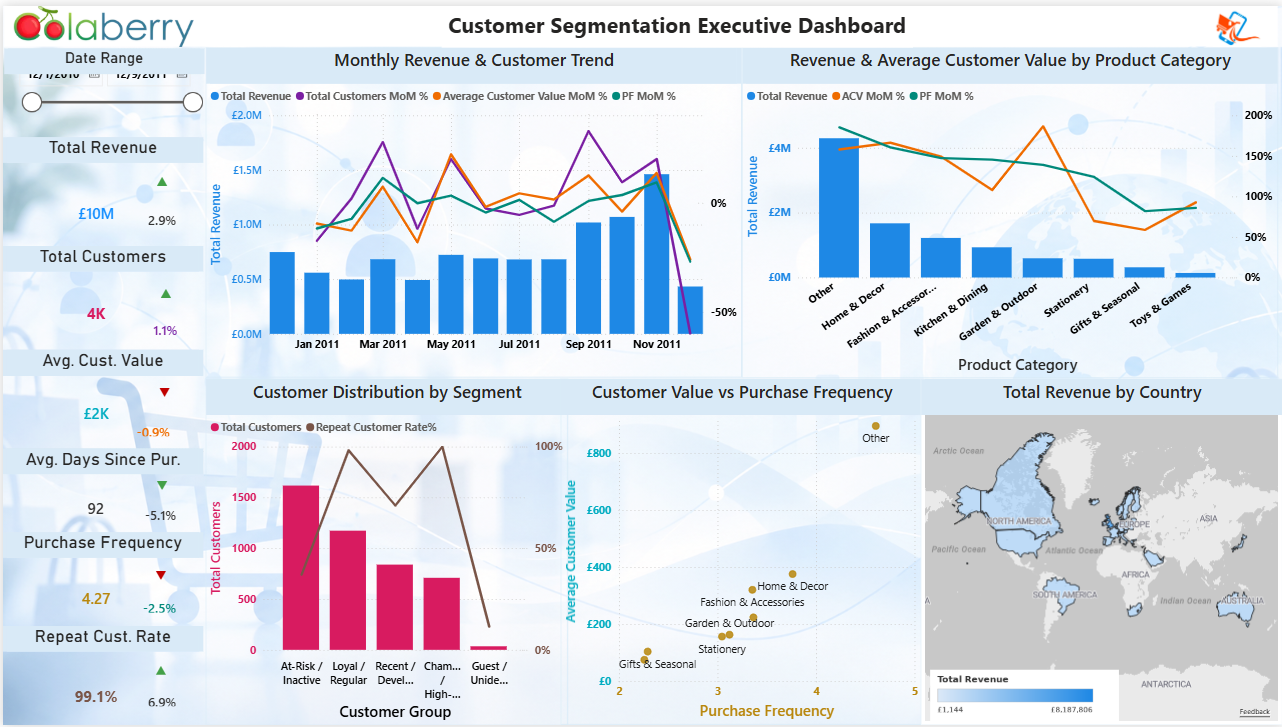 Colaberry
Customer Segmentation Executive Dashboard
Date Range
12/1/2010 12/9/2011
Total Revenue
£10M
2.9%
Total Customers
4K
1.1%
Avg. Cust. Value
£2K
-0.9%
Avg. Days Since Pur.
92
-5.1%
Purchase Frequency
4.27
-2.5%
Repeat Cust. Rate
99.1%
6.9%
Monthly Revenue & Customer Trend
Total Revenue Total Customers MoM % Average Customer Value MoM % PF MoM %
Total Revenue
£2.0M
£1.5M
£1.0M
£0.5M
£0.0M
0%
-50%
Jan 2011 Mar 2011 May 2011 Jul 2011 Sep 2011 Nov 2011
Revenue & Average Customer Value by Product Category
Total Revenue ACV MoM % PF MoM %
Total Revenue
£4M
£2M
£0M
200%
150%
100%
50%
0%
Other
Home & Decor
Fashion & Accessor...
Kitchen & Dining
Garden & Outdoor
Stationery
Gifts & Seasonal
Toys & Games
Product Category
Customer Distribution by Segment
Total Customers Repeat Customer Rate%
Total Customers
2000
1500
1000
500
0
100%
50%
0%
At-Risk /
Inactive
Loyal /
Regular
Recent /
Devel...
Cham...
/
High-...
Guest /
Unide...
Customer Group
Customer Value vs Purchase Frequency
Average Customer Value
£800
£600
£400
£200
£0
Other
Home & Decor
Fashion & Accessories
Garden & Outdoor
Stationery
Gifts & Seasonal
2 3 4 5
Purchase Frequency
Total Revenue by Country
Arctic Ocean
NORTH AMERICA
EUROPE
ASIA
Pacific Ocean
Atlantic Ocean
AFRICA
SOUTH AMERICA
Indian Ocean
AUSTRALIA
ANTARCTICA
Total Revenue
£1,144 £8,187,806
Feedback